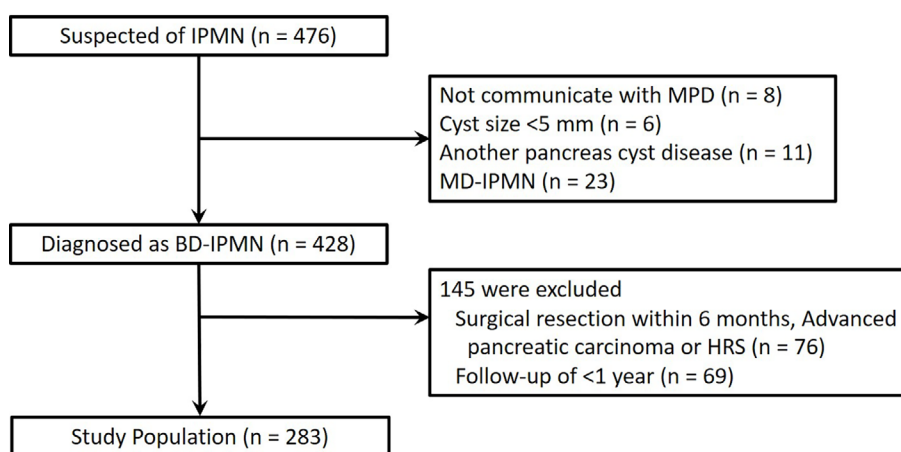 Suspected of IPMN (n = 476)
Not communicate with MPD (n = 8)
Cyst size <5 mm (n = 6)
Another pancreas cyst disease (n = 11)
MD-IPMN (n = 23)
Diagnosed as BD-IPMN (n = 428)
145 were excluded
Surgical resection within 6 months, Advanced
pancreatic carcinoma or HRS (n = 76)
Follow-up of <1 year (n = 69)
Study Population (n = 283)